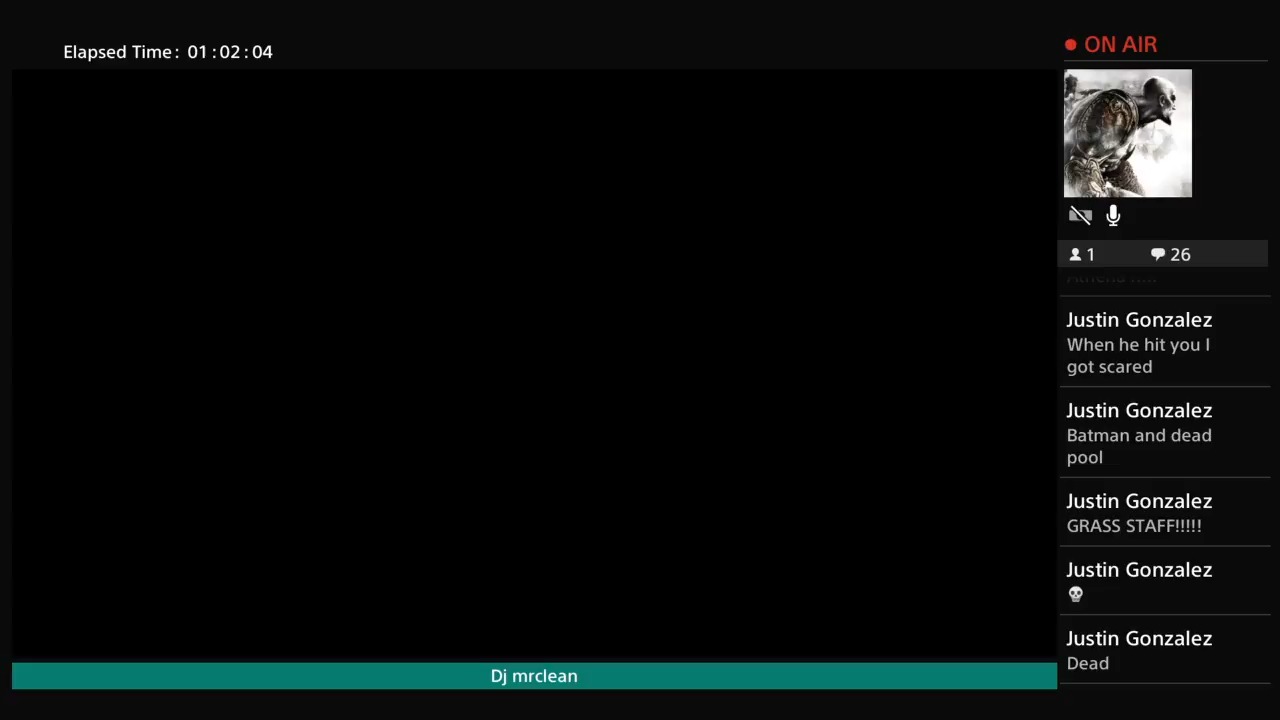 Elapsed Time: 01:02:04
ON AIR
1 26
Justin Gonzalez
When he hit you I
got scared
Justin Gonzalez
Batman and dead
pool
Justin Gonzalez
GRASS STAFF!!!!!
Justin Gonzalez
💀
Justin Gonzalez
Dead
Dj mrclean